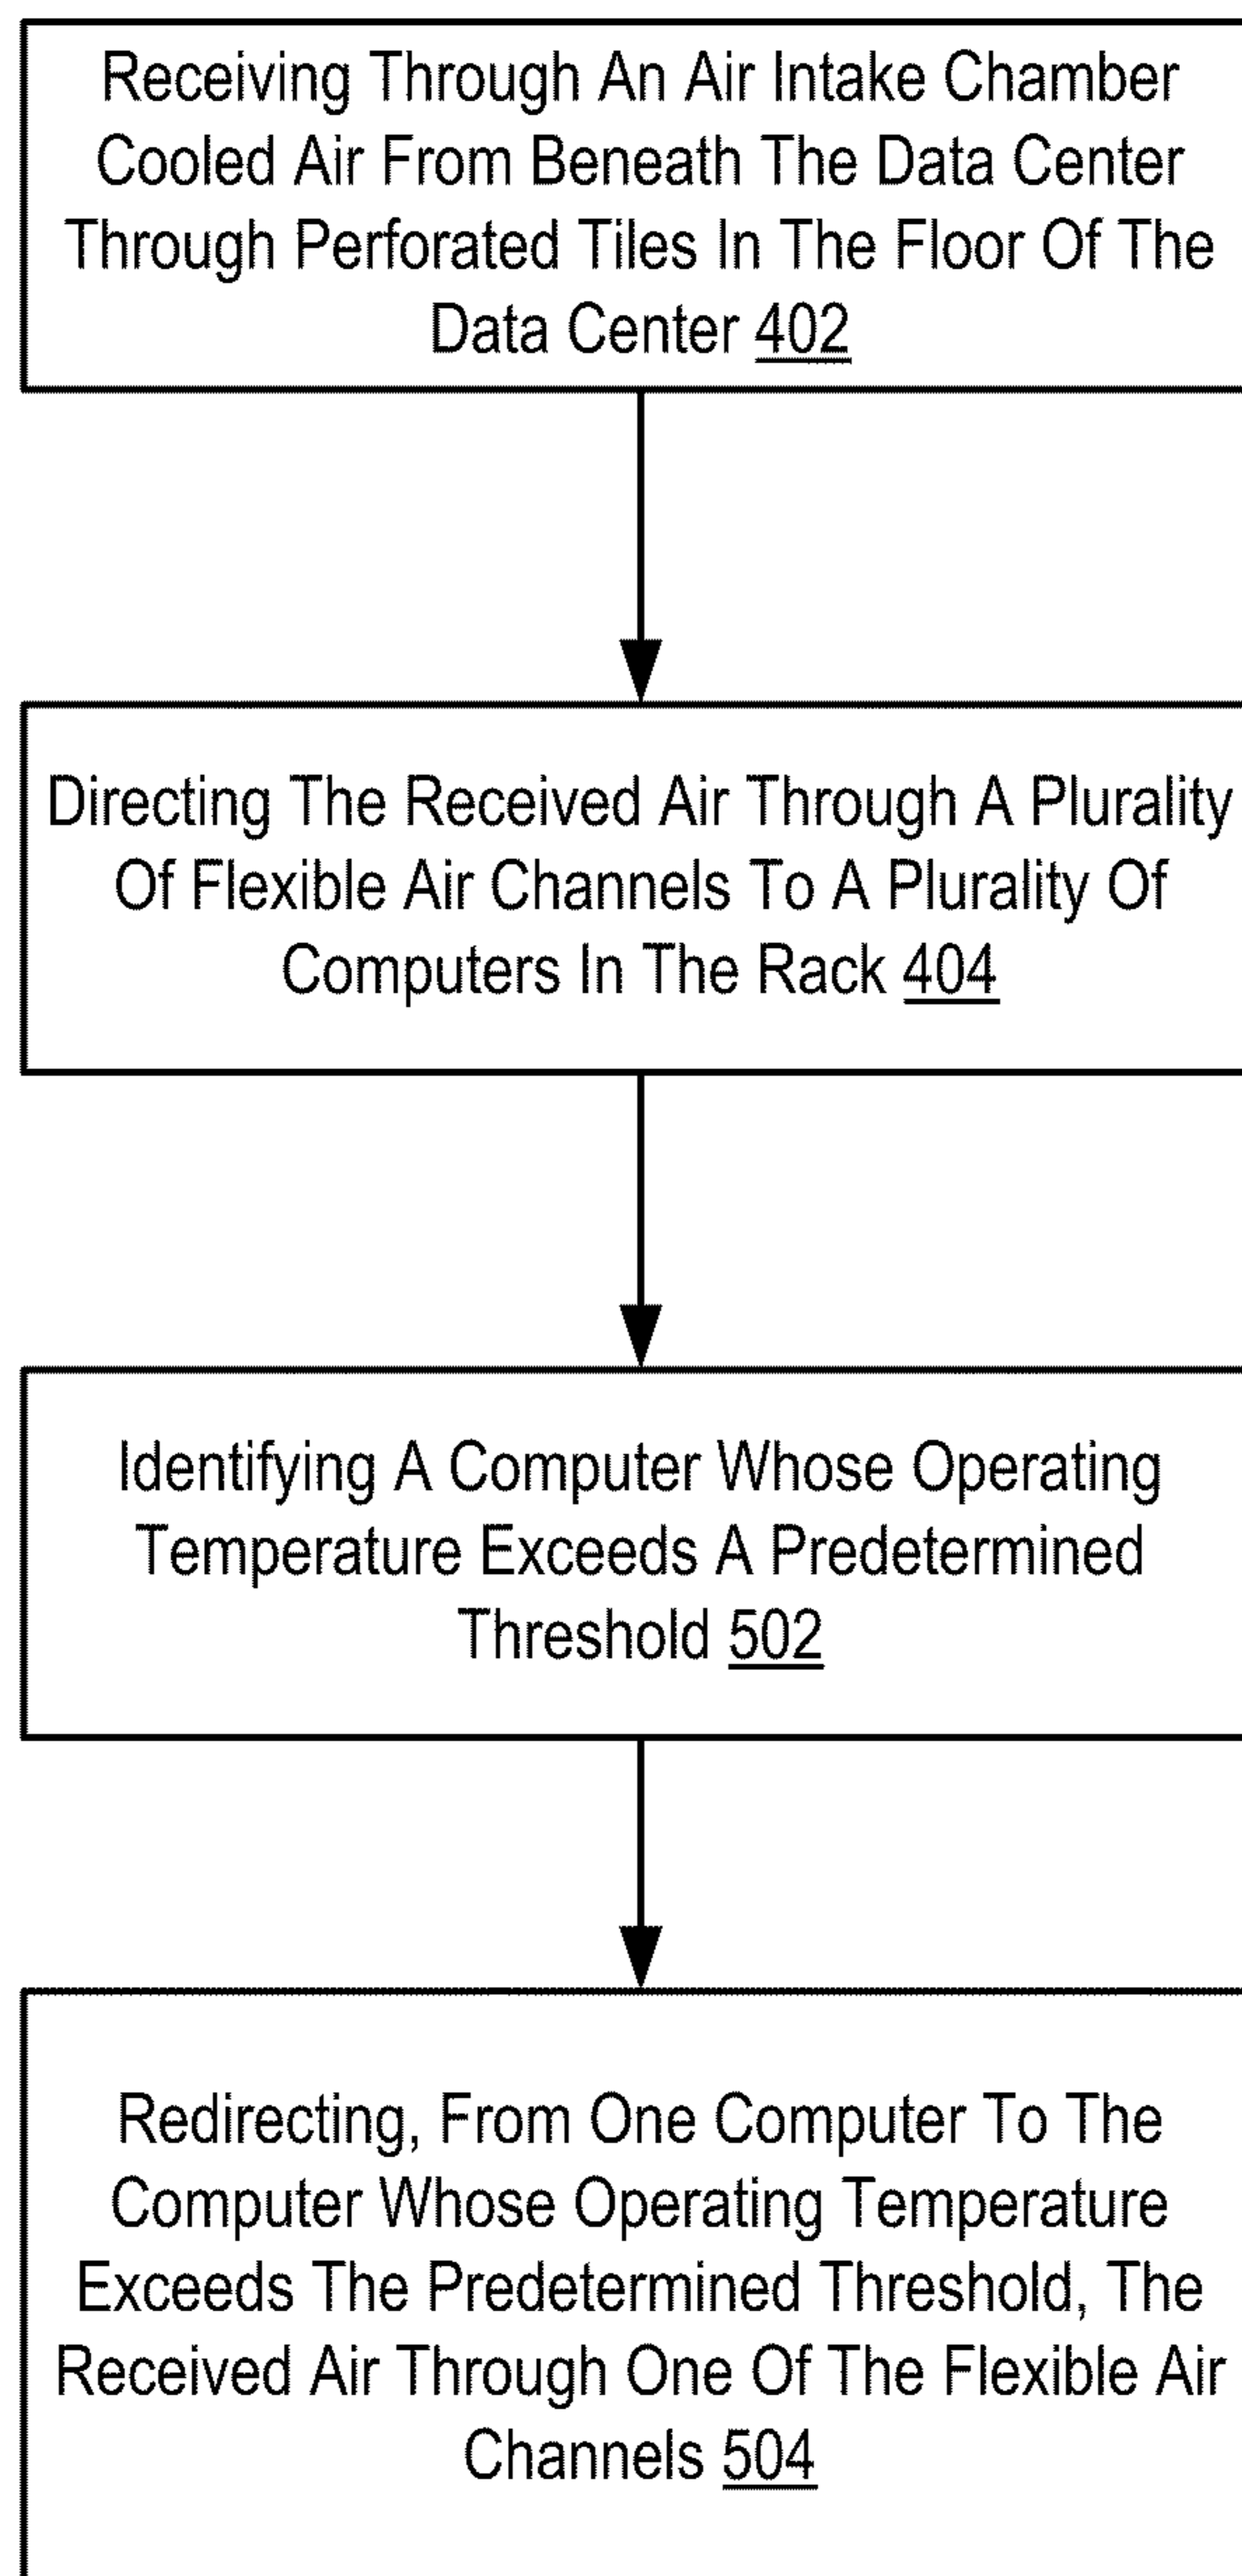 Receiving Through An Air Intake Chamber
Cooled Air From Beneath The Data Center
Through Perforated Tiles In The Floor Of The
Data Center 402
Directing The Received Air Through A Plurality
Of Flexible Air Channels To A Plurality Of
Computers In The Rack 404
Identifying A Computer Whose Operating
Temperature Exceeds A Predetermined
Threshold 502
Redirecting, From One Computer To The
Computer Whose Operating Temperature
Exceeds The Predetermined Threshold, The
Received Air Through One Of The Flexible Air
Channels 504